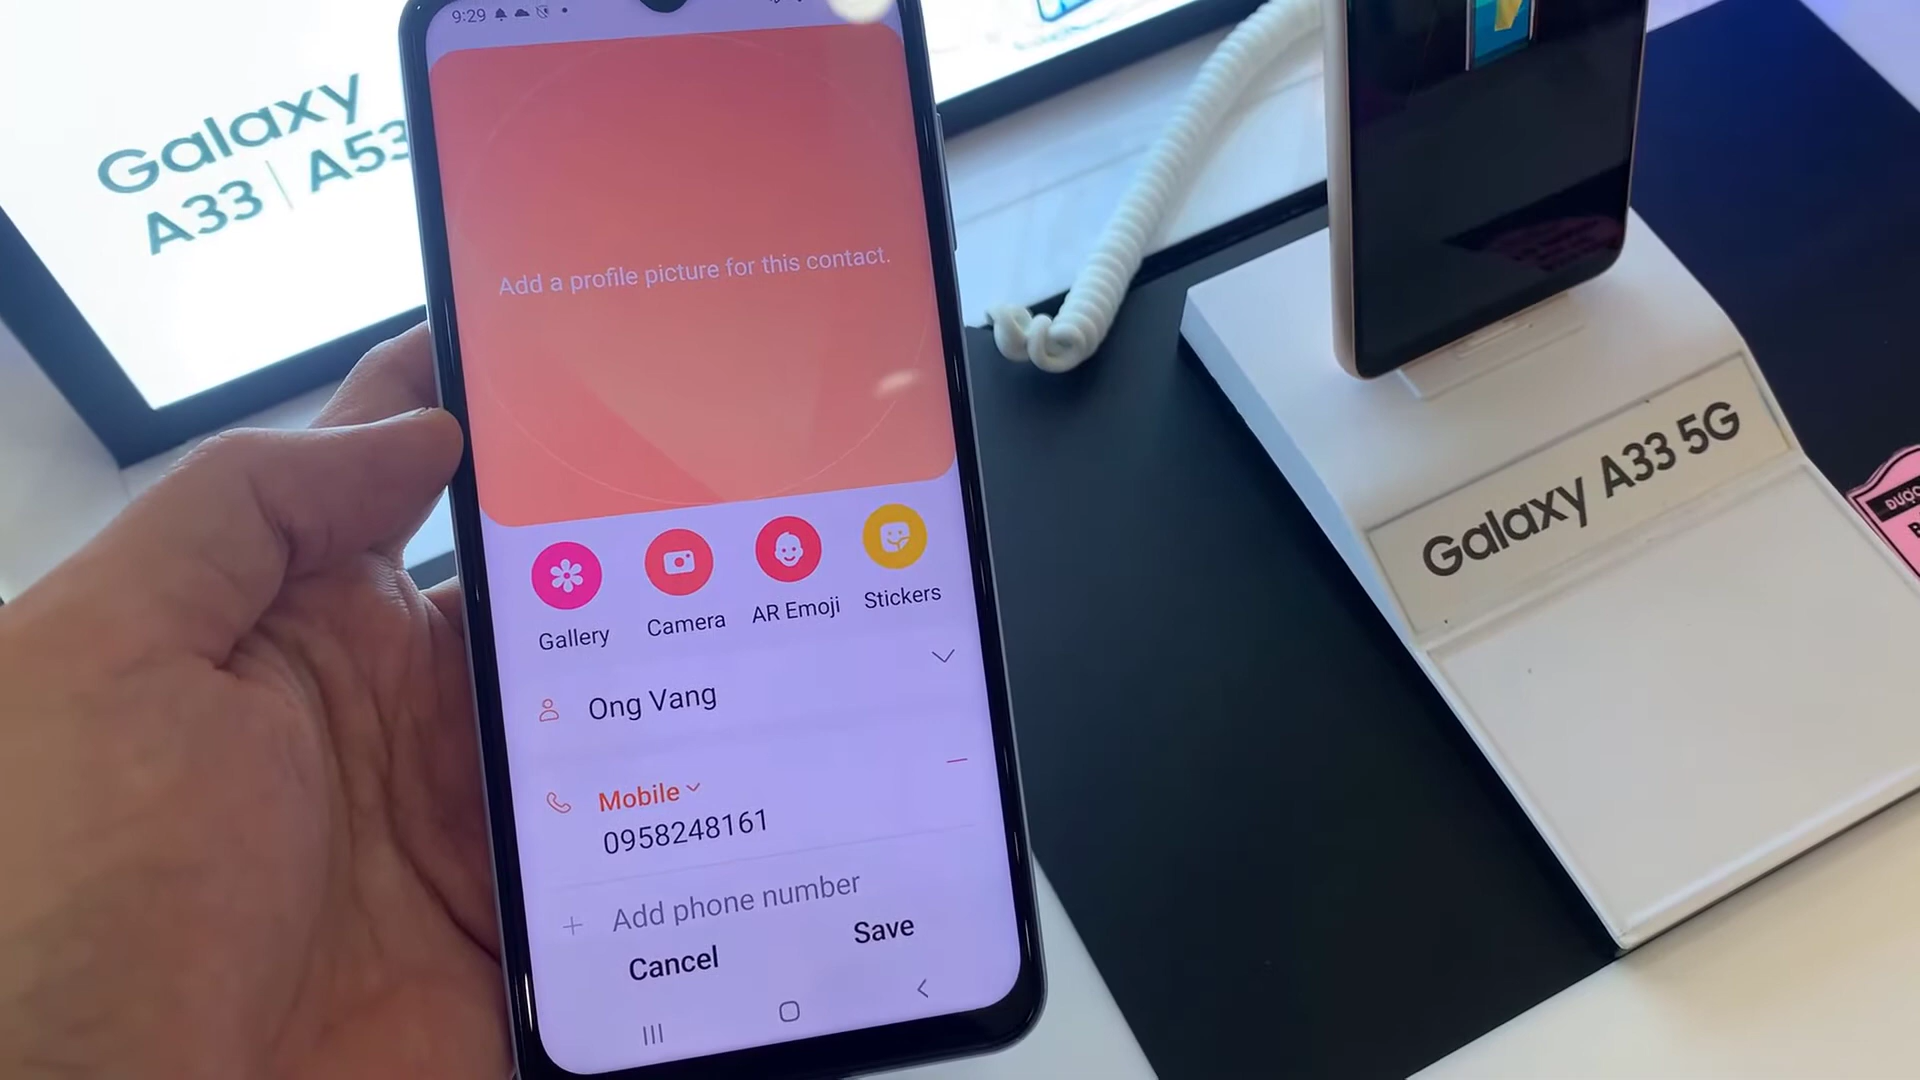 9:29
Galaxy
A33 | A53
Add a profile picture for this contact.
Gallery
Camera
AR Emoji
Stickers
Ong Vang
Mobile
0958248161
Add phone number
Cancel
Save
Galaxy A33 5G
ĐƯỢC